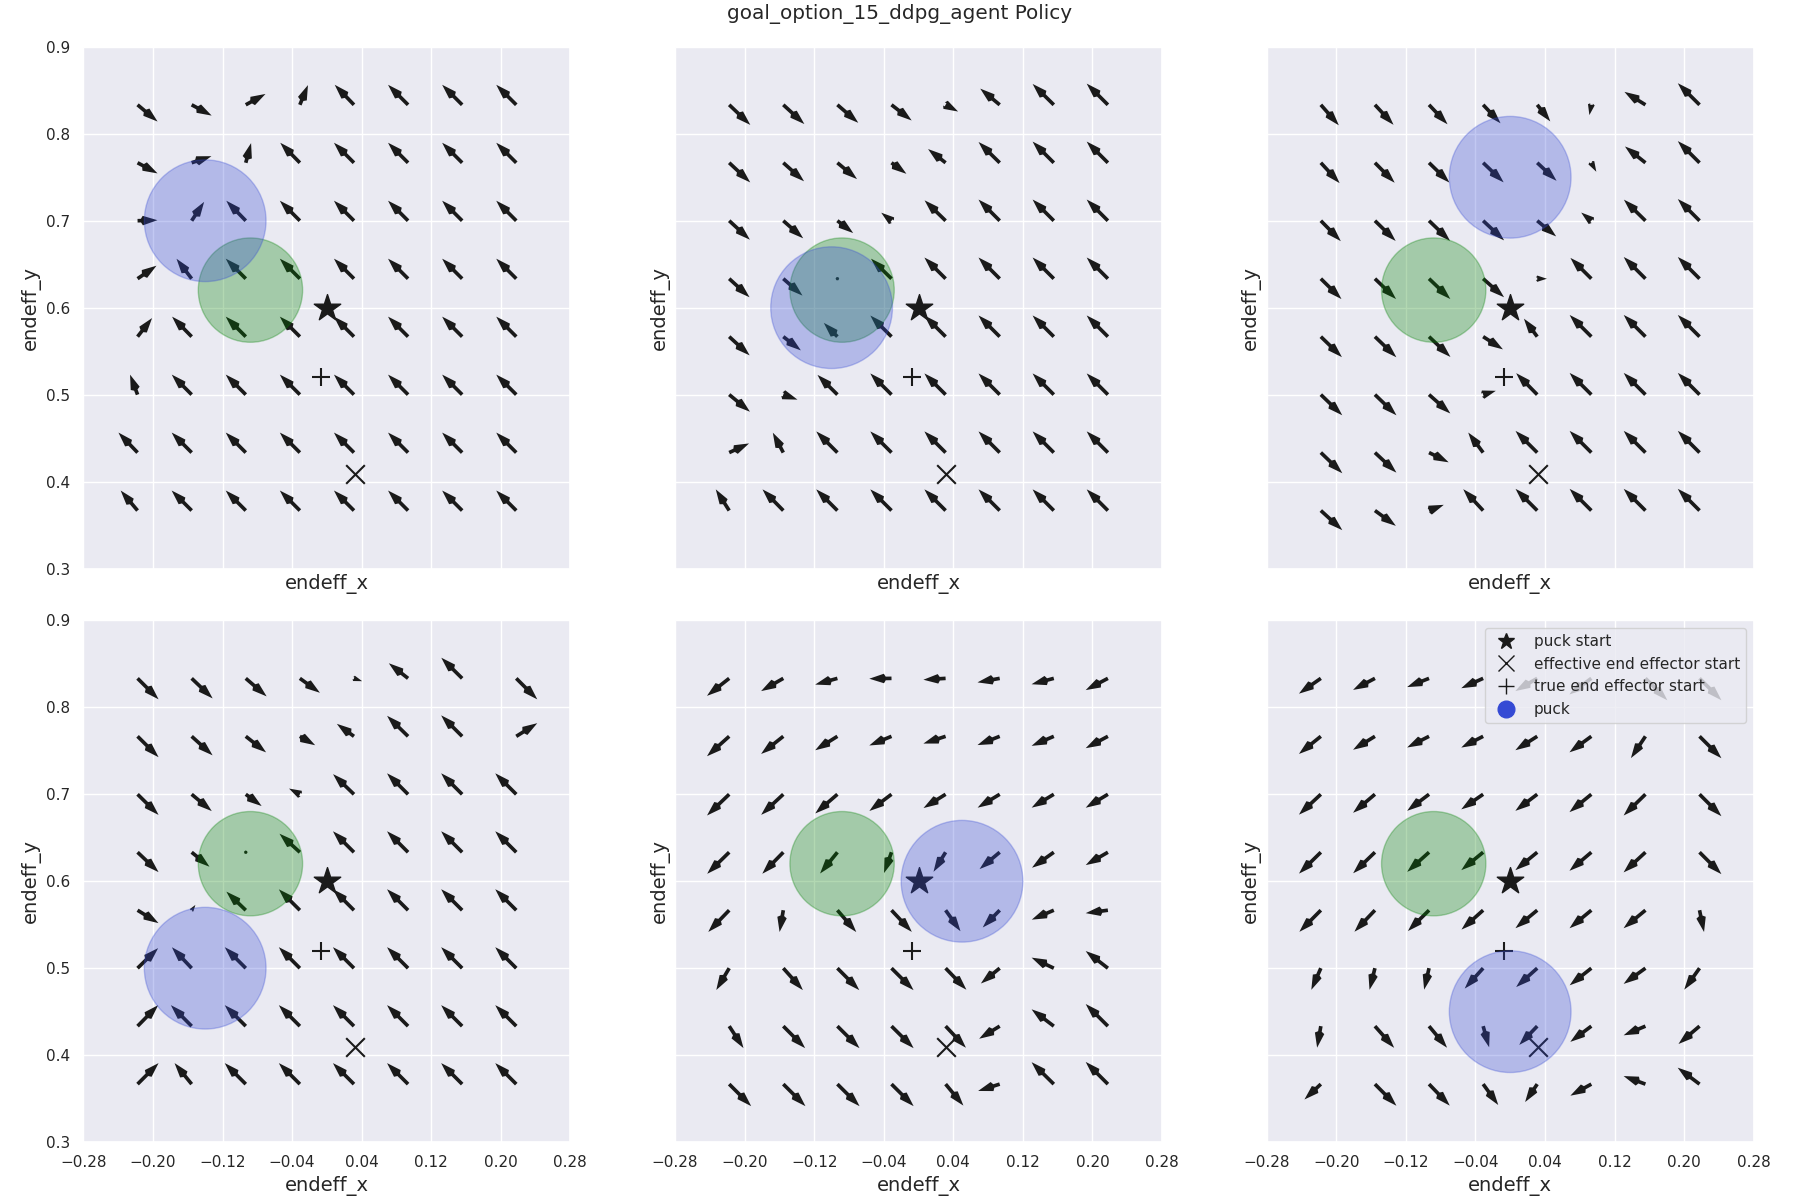 goal_option_15_ddpg_agent Policy
0.9
0.8
0.7
0.6
0.5
0.4
0.3
endeff_y
endeff_x
endeff_y
endeff_x
endeff_y
endeff_x
0.9
0.8
0.7
0.6
0.5
0.4
0.3
endeff_y
−0.28 −0.20 −0.12 −0.04 0.04 0.12 0.20 0.28
endeff_x
endeff_y
−0.28 −0.20 −0.12 −0.04 0.04 0.12 0.20 0.28
endeff_x
puck start
effective end effector start
true end effector start
puck
endeff_y
−0.28 −0.20 −0.12 −0.04 0.04 0.12 0.20 0.28
endeff_x